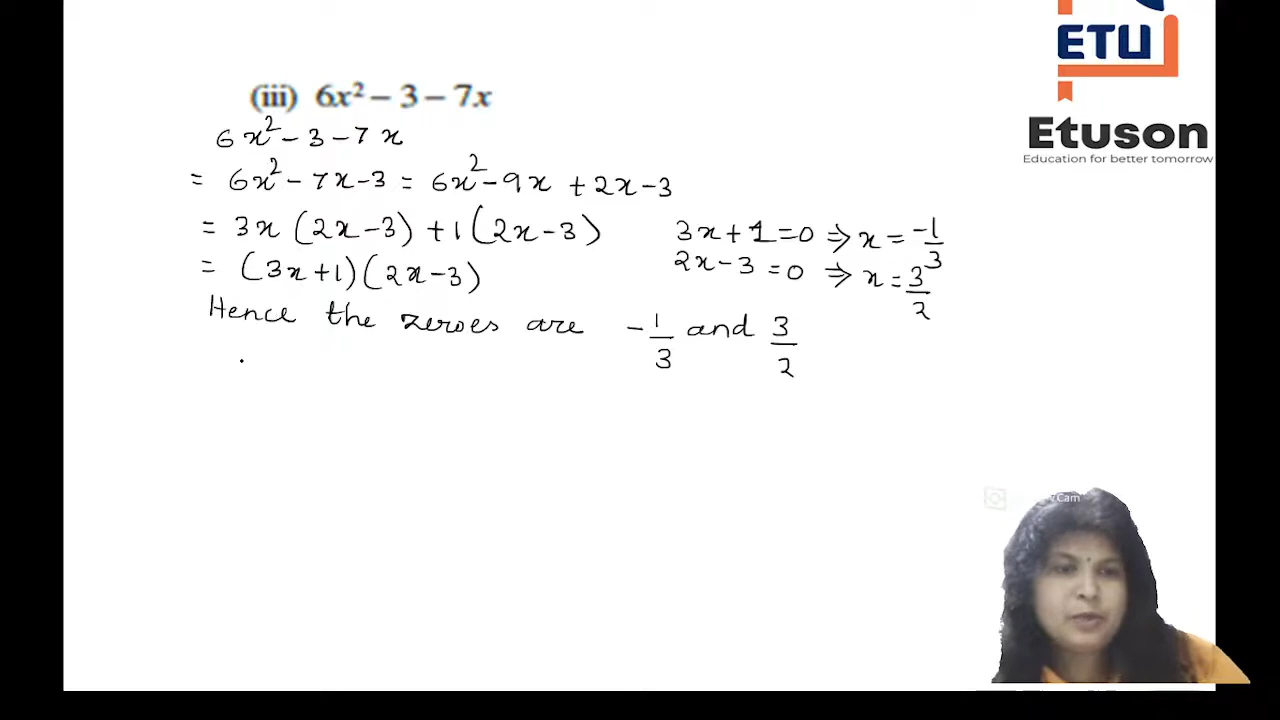 ETU
Etuson
Education for better tomorrow
(iii) 6x² – 3 – 7x
6x² – 3 – 7x
= 6x² – 7x – 3 = 6x² – 9x + 2x – 3
= 3x (2x – 3) + 1 (2x – 3)
3x + 1 = 0 ⇒ x = -1/3
= (3x + 1) (2x – 3)
2x – 3 = 0 ⇒ x = 3/2
Hence the zeroes are -1/3 and 3/2
Cam